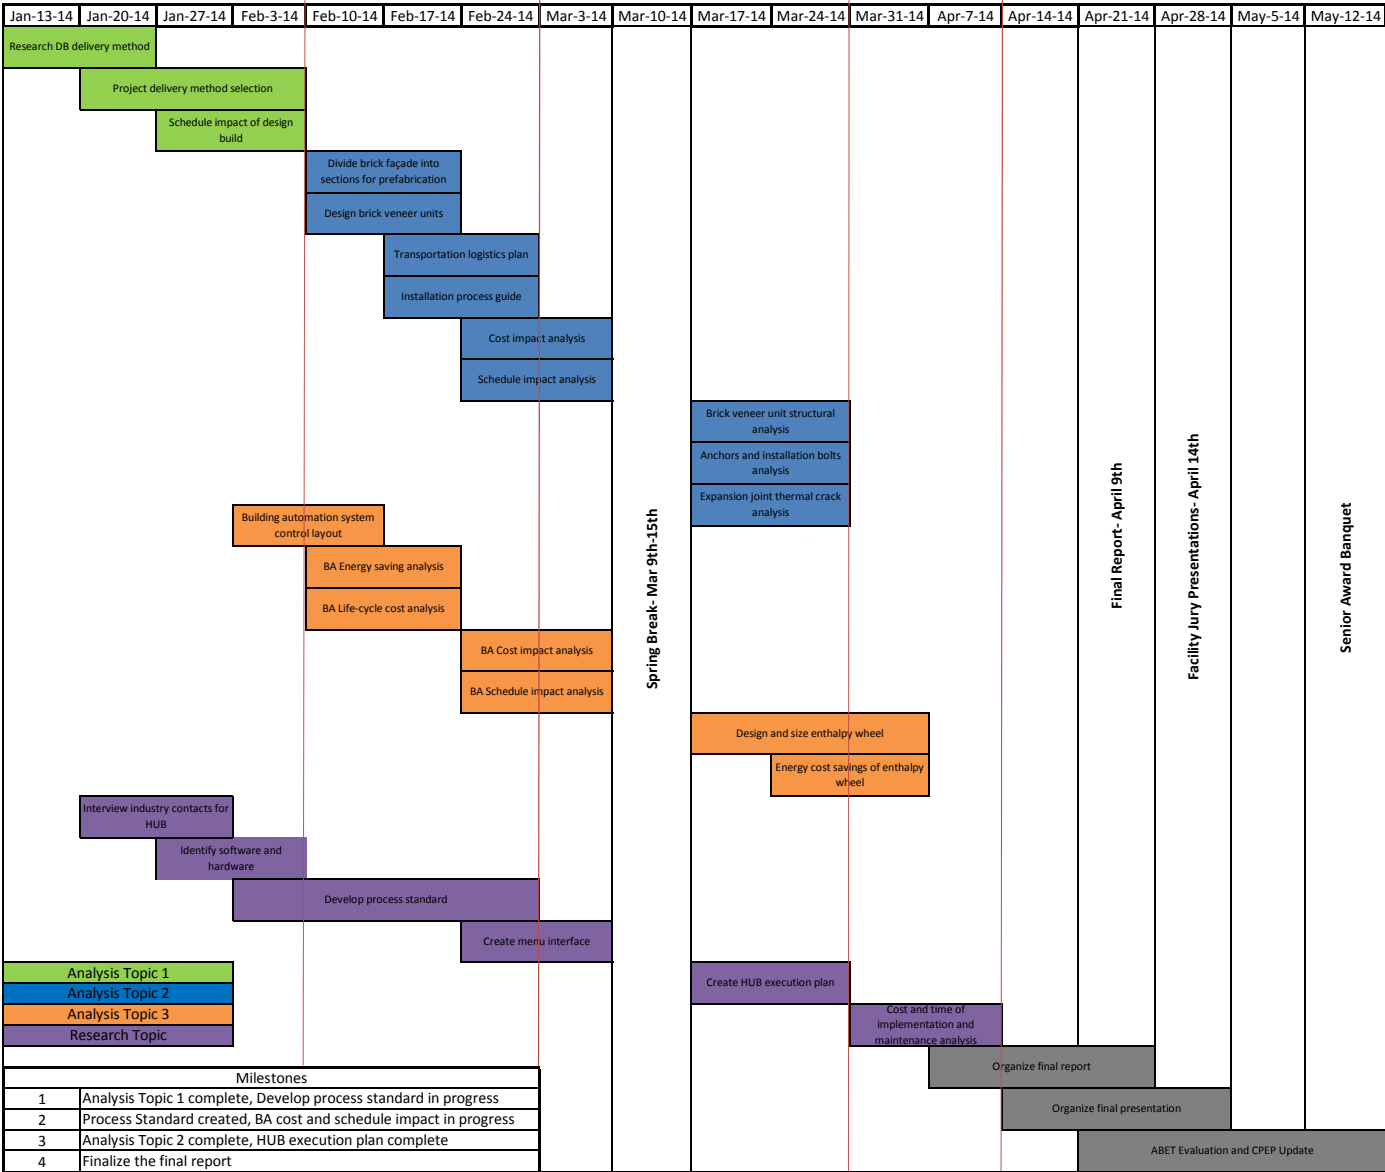 Jan-13-14 Jan-20-14 Jan-27-14 Feb-3-14 Feb-10-14 Feb-17-14 Feb-24-14 Mar-3-14 Mar-10-14 Mar-17-14 Mar-24-14 Mar-31-14 Apr-7-14 Apr-14-14 Apr-21-14 Apr-28-14 May-5-14 May-12-14
Research DB delivery method
Project delivery method selection
Schedule impact of design
build
Divide brick façade into
sections for prefabrication
Design brick veneer units
Transportation logistics plan
Installation process guide
Cost impact analysis
Schedule impact analysis
Brick veneer unit structural
analysis
Anchors and installation bolts
analysis
Expansion joint thermal crack
analysis
Building automation system
control layout
BA Energy saving analysis
BA Life-cycle cost analysis
BA Cost impact analysis
BA Schedule impact analysis
Spring Break- Mar 9th-15th
Final Report- April 9th
Facility Jury Presentations- April 14th
Senior Award Banquet
Design and size enthalpy wheel
Energy cost savings of enthalpy
wheel
Interview industry contacts for
HUB
Identify software and
hardware
Develop process standard
Create menu interface
Create HUB execution plan
Cost and time of
implementation and
maintenance analysis
Organize final report
Organize final presentation
ABET Evaluation and CPEP Update
Analysis Topic 1
Analysis Topic 2
Analysis Topic 3
Research Topic
Milestones
1 Analysis Topic 1 complete, Develop process standard in progress
2 Process Standard created, BA cost and schedule impact in progress
3 Analysis Topic 2 complete, HUB execution plan complete
4 Finalize the final report